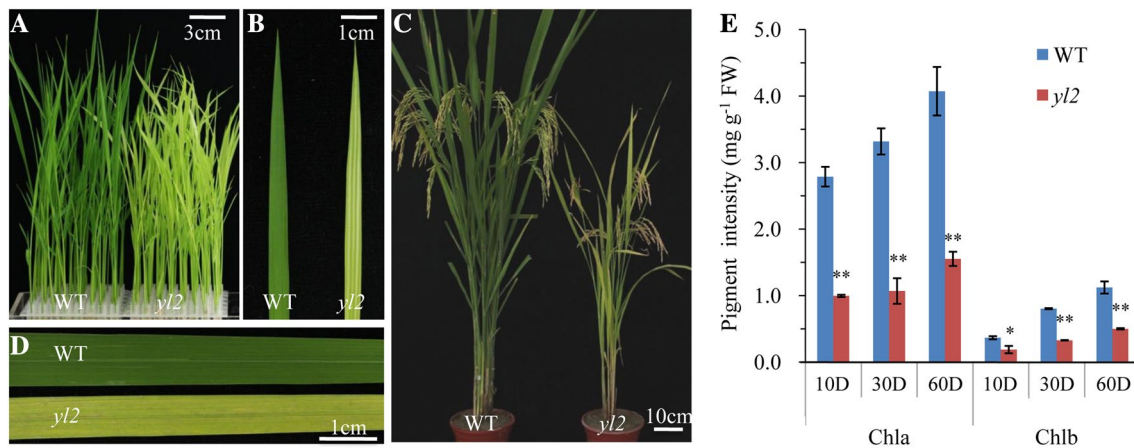 A
3cm
WT
yl2
B
1cm
WT
yl2
C
WT
yl2
10cm
D
WT
yl2
1cm
E
Pigment intensity (mg g⁻¹ FW)
5.0
4.0
3.0
2.0
1.0
0.0
WT
yl2
**
**
**
*
**
**
10D 30D 60D 10D 30D 60D
Chla Chlb